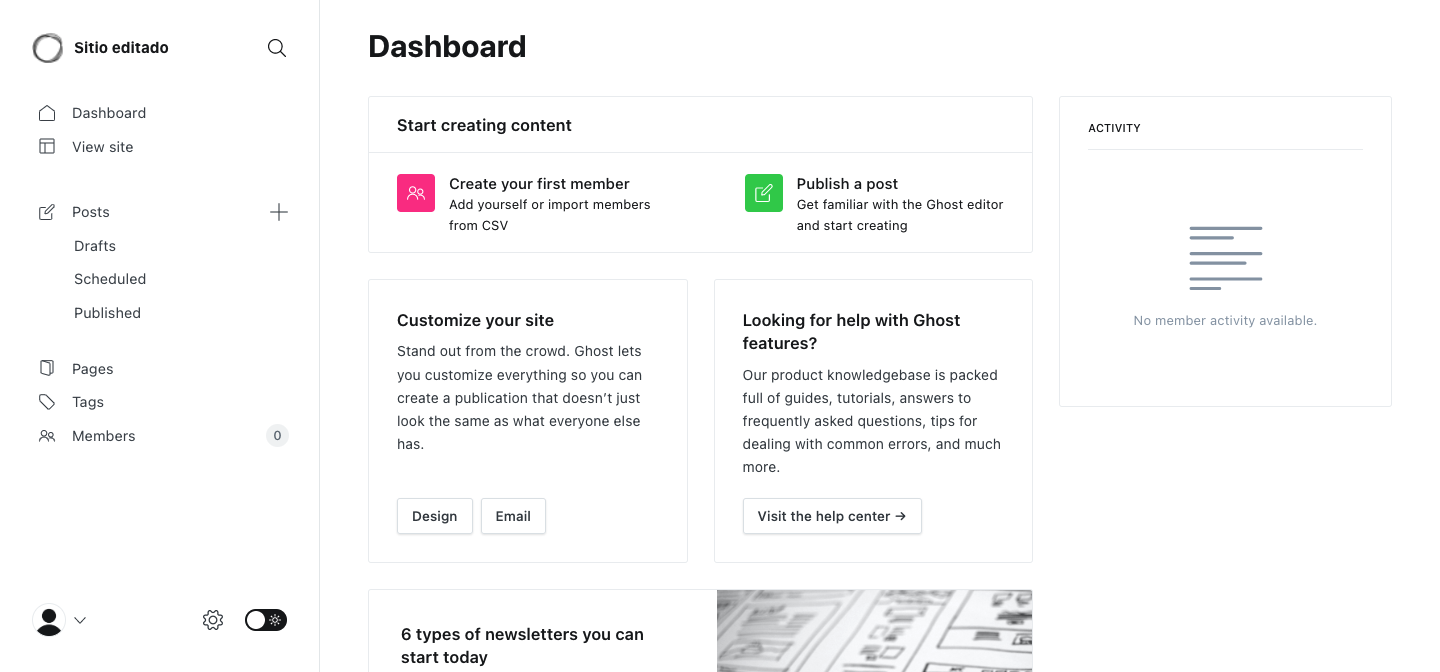 Sitio editado
Dashboard
View site
Posts
Drafts
Scheduled
Published
Pages
Tags
Members
0
Dashboard
Start creating content
Create your first member
Add yourself or import members
from CSV
Publish a post
Get familiar with the Ghost editor
and start creating
Customize your site
Stand out from the crowd. Ghost lets
you customize everything so you can
create a publication that doesn’t just
look the same as what everyone else
has.
Design
Email
Looking for help with Ghost
features?
Our product knowledgebase is packed
full of guides, tutorials, answers to
frequently asked questions, tips for
dealing with common errors, and much
more.
Visit the help center →
6 types of newsletters you can
start today
ACTIVITY
No member activity available.